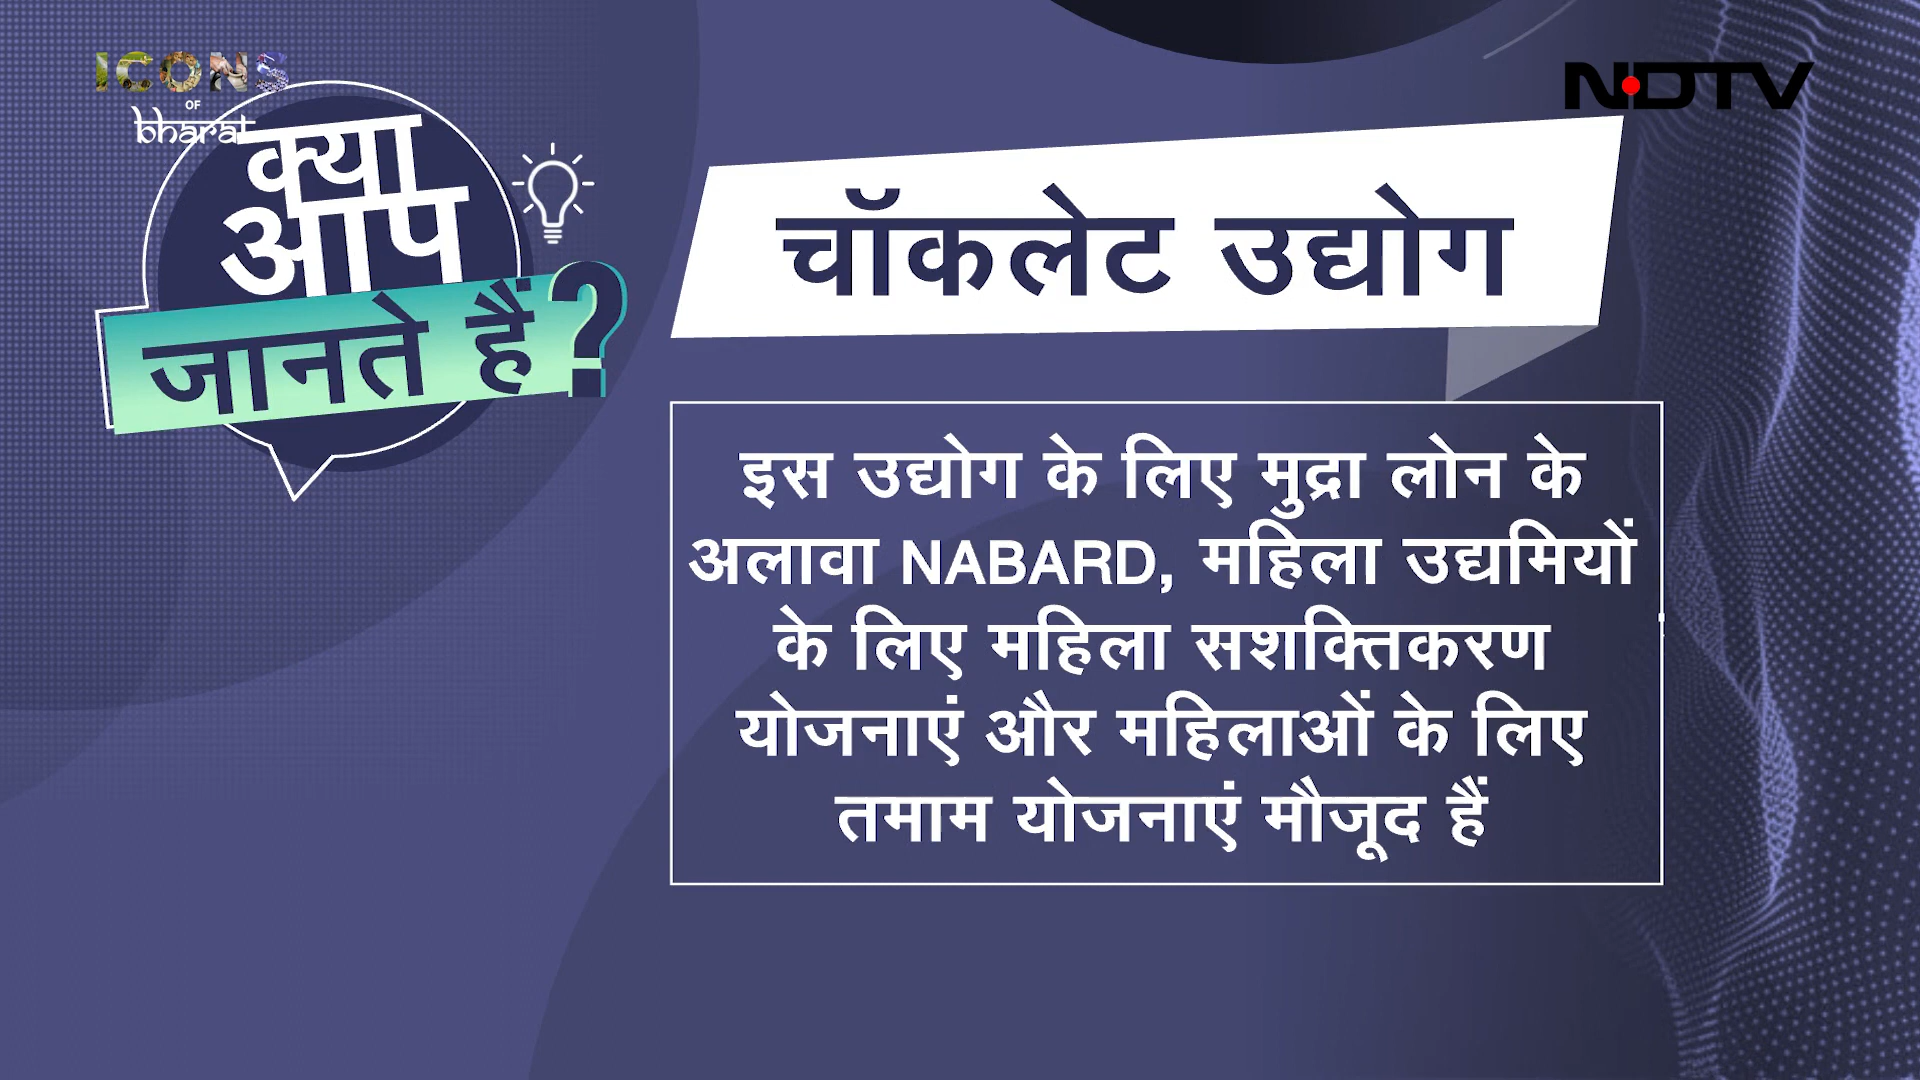 ICONS
OF
bharat
क्या
आप
जानते हैं?
NDTV
चॉकलेट उद्योग
इस उद्योग के लिए मुद्रा लोन के
अलावा NABARD, महिला उद्यमियों
के लिए महिला सशक्तिकरण
योजनाएं और महिलाओं के लिए
तमाम योजनाएं मौजूद हैं